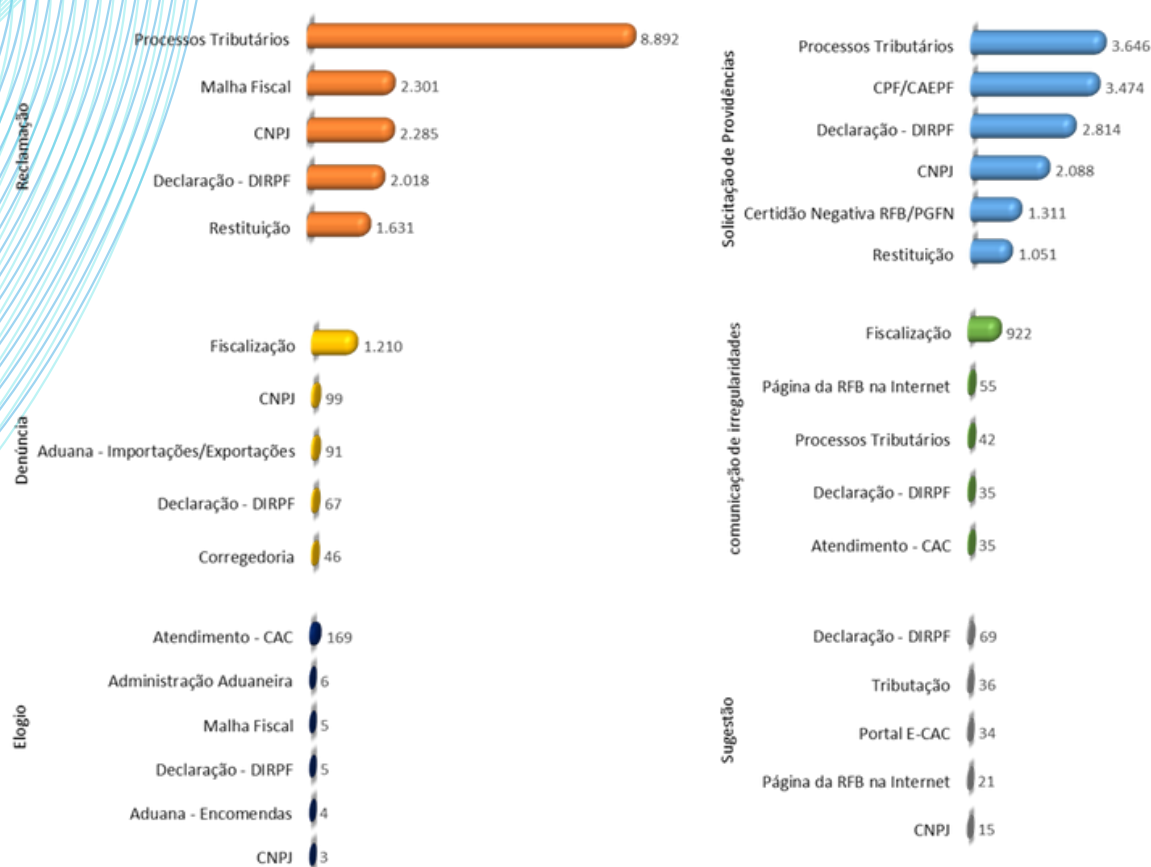 Reclamação
Processos Tributários 8.892
Malha Fiscal 2.301
CNPJ 2.285
Declaração - DIRPF 2.018
Restituição 1.631
Solicitação de Providências
Processos Tributários 3.646
CPF/CAEPF 3.474
Declaração - DIRPF 2.814
CNPJ 2.088
Certidão Negativa RFB/PGFN 1.311
Restituição 1.051
Denúncia
Fiscalização 1.210
CNPJ 99
Aduana - Importações/Exportações 91
Declaração - DIRPF 67
Corregedoria 46
comunicação de irregularidades
Fiscalização 922
Página da RFB na Internet 55
Processos Tributários 42
Declaração - DIRPF 35
Atendimento - CAC 35
Elogio
Atendimento - CAC 169
Administração Aduaneira 6
Malha Fiscal 5
Declaração - DIRPF 5
Aduana - Encomendas 4
CNPJ 3
Sugestão
Declaração - DIRPF 69
Tributação 36
Portal E-CAC 34
Página da RFB na Internet 21
CNPJ 15